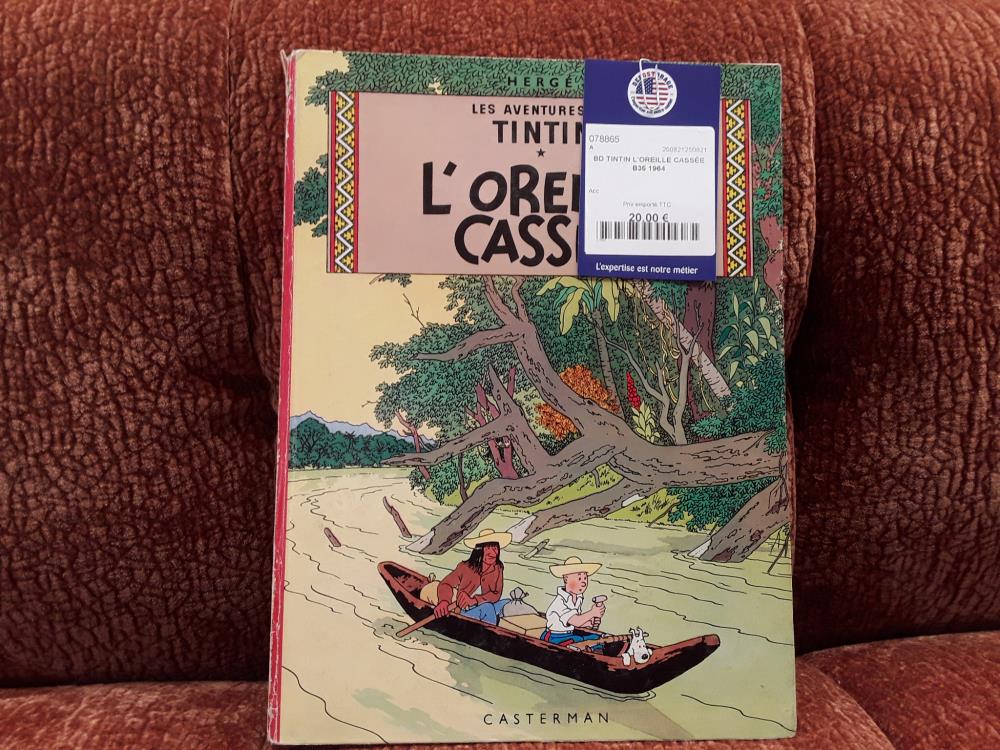 HERGÉ
LES AVENTURES
TINTIN
L'OREI
CASS
078865
A 200821250821
BD TINTIN L'OREILLE CASSÉE
B35 1964
Acc
Prix emporté TTC
20,00 €
L'expertise est notre métier
CASTERMAN